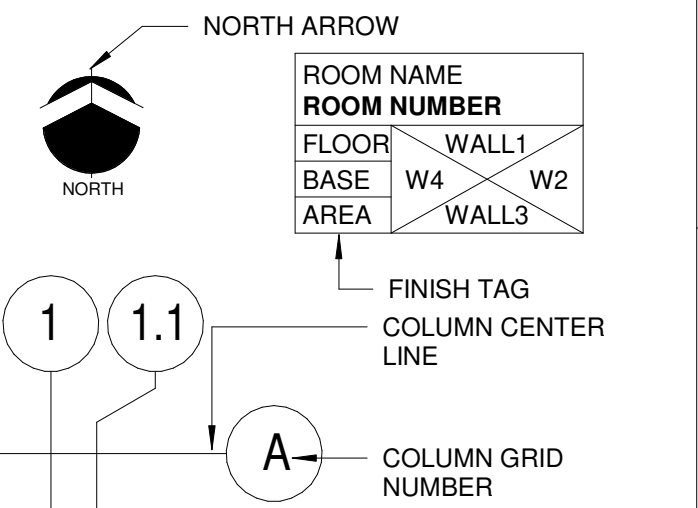 NORTH ARROW
NORTH
ROOM NAME
ROOM NUMBER
FLOOR
BASE
AREA
WALL1
W4
W2
WALL3
FINISH TAG
COLUMN CENTER
LINE
1
1.1
A
COLUMN GRID
NUMBER